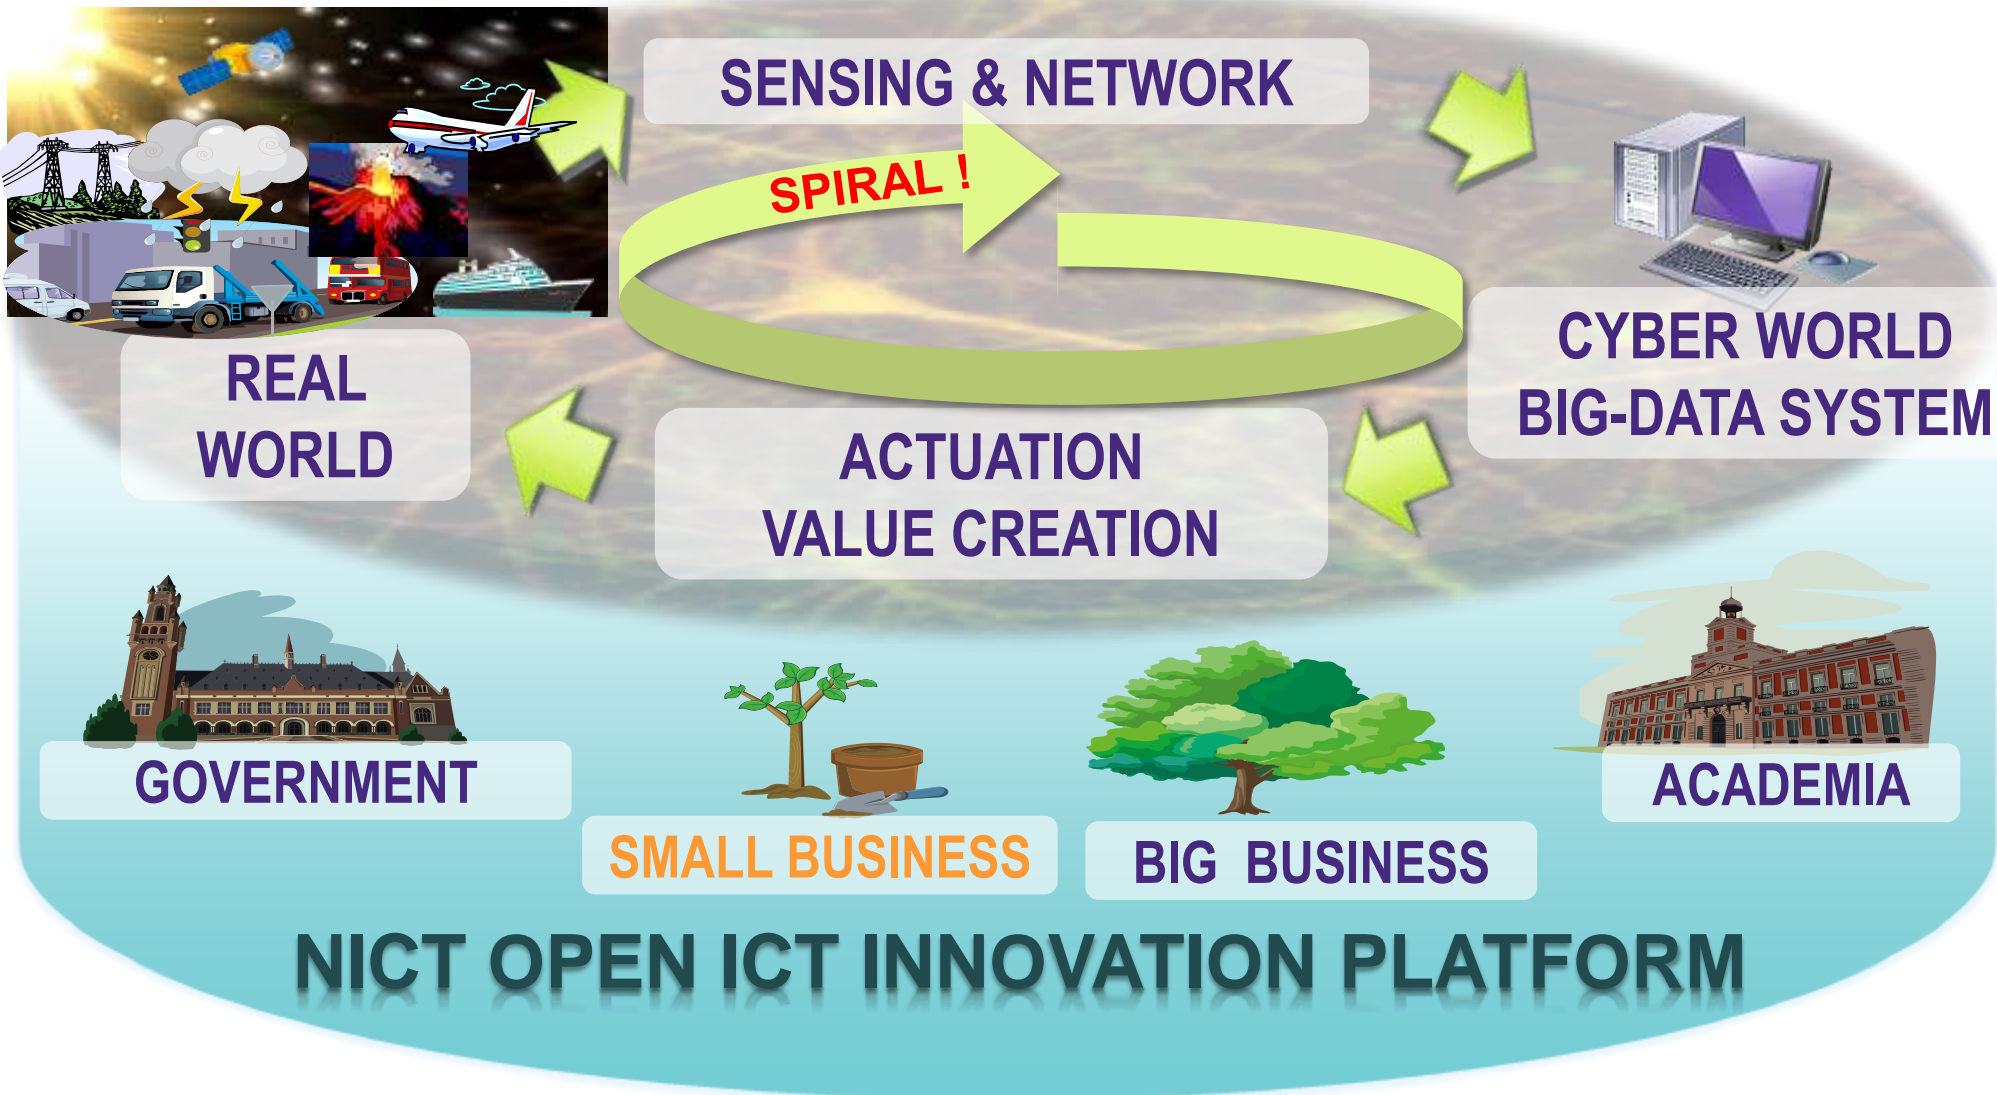 SENSING & NETWORK
SPIRAL !
REAL
WORLD
CYBER WORLD
BIG-DATA SYSTEM
ACTUATION
VALUE CREATION
GOVERNMENT
SMALL BUSINESS
BIG BUSINESS
ACADEMIA
NICT OPEN ICT INNOVATION PLATFORM